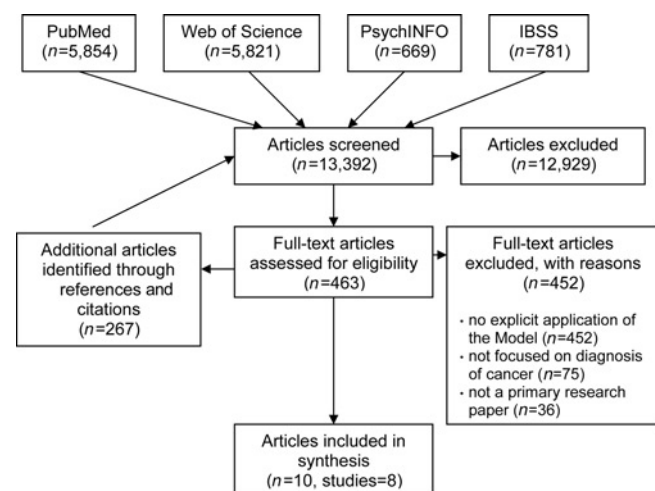 PubMed
(n=5,854)
Web of Science
(n=5,821)
PsychINFO
(n=669)
IBSS
(n=781)
Articles screened
(n=13,392)
Articles excluded
(n=12,929)
Additional articles
identified through
references and
citations
(n=267)
Full-text articles
assessed for eligibility
(n=463)
Full-text articles
excluded, with reasons
(n=452)
· no explicit application of
the Model (n=452)
· not focused on diagnosis
of cancer (n=75)
· not a primary research
paper (n=36)
Articles included in
synthesis
(n=10, studies=8)